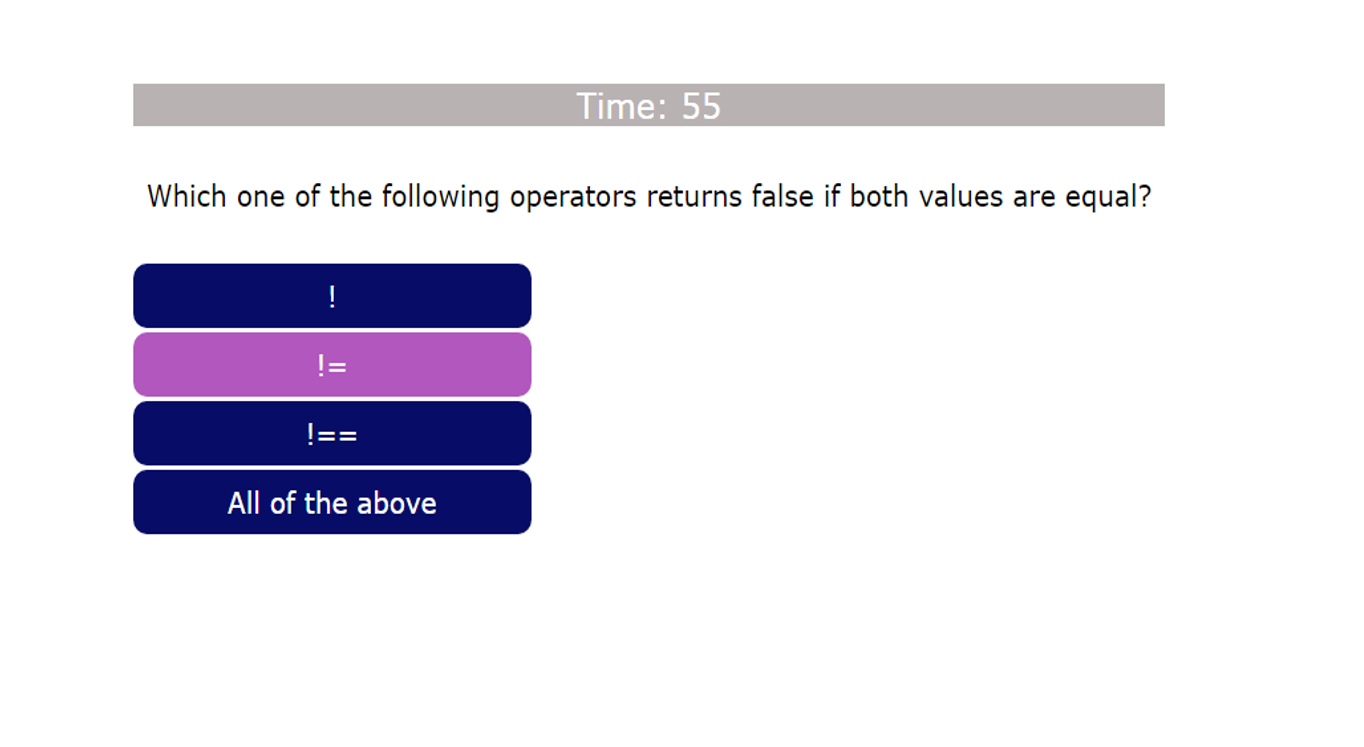 Time: 55
Which one of the following operators returns false if both values are equal?
!
!=
!==
All of the above